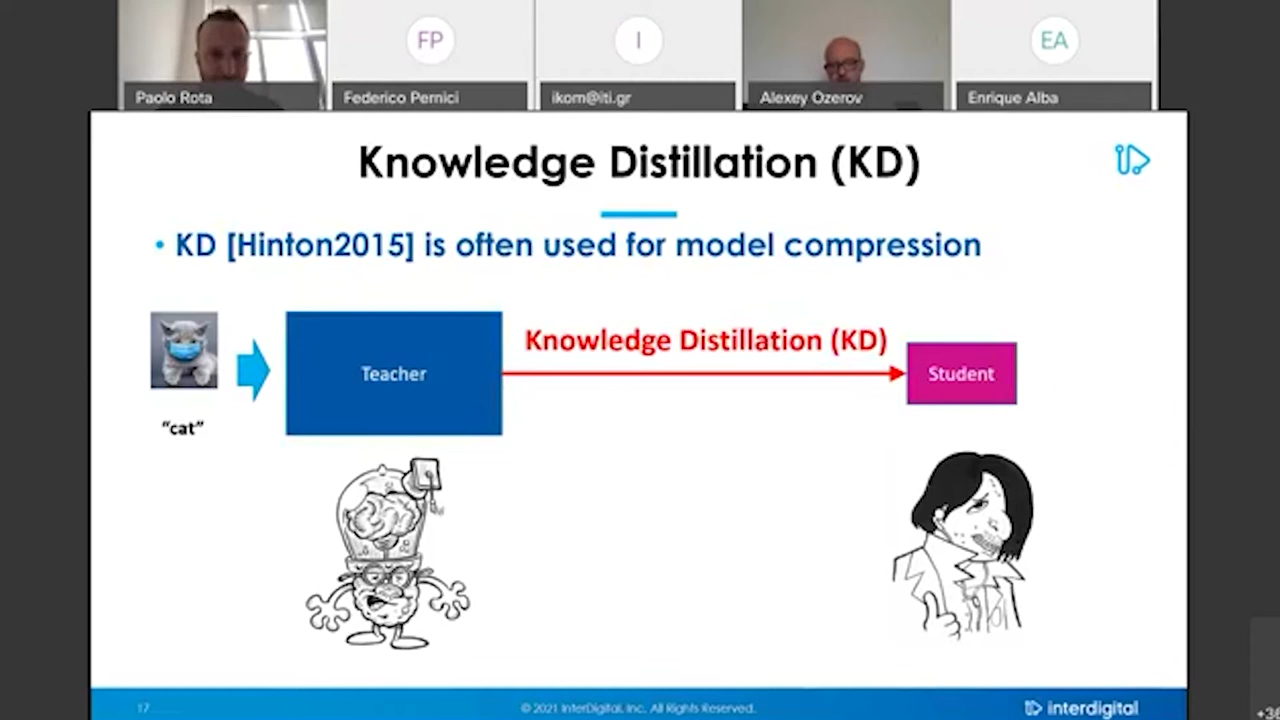 FP
I
EA
Paolo Rota
Federico Pernici
ikom@iti.gr
Alexey Ozerov
Enrique Alba
Knowledge Distillation (KD)
• KD [Hinton2015] is often used for model compression
Knowledge Distillation (KD)
Teacher
Student
“cat”
17
© 2021 InterDigital, Inc. All Rights Reserved.
interdigital